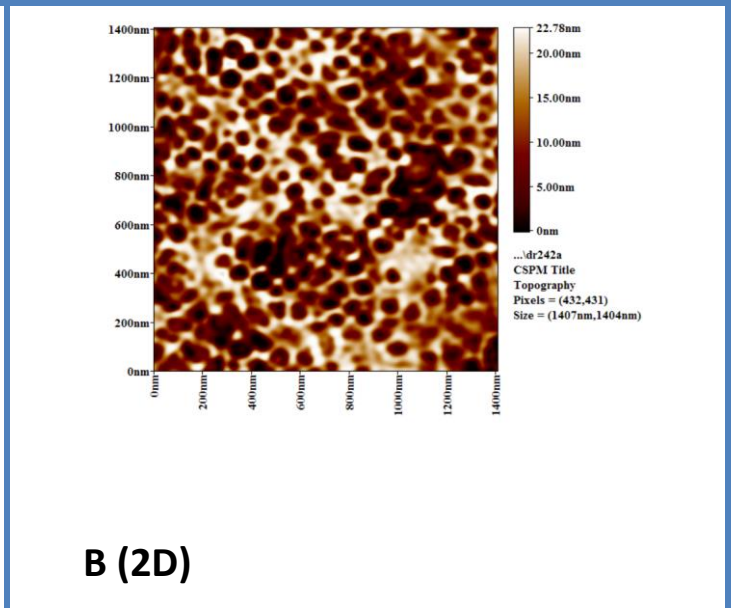 1400nm
1200nm
1000nm
800nm
600nm
400nm
200nm
0nm
0nm
200nm
400nm
600nm
800nm
1000nm
1200nm
1400nm
22.78nm
20.00nm
15.00nm
10.00nm
5.00nm
0nm
...\dr242a
CSPM Title
Topography
Pixels = (432,431)
Size = (1407nm,1404nm)
B (2D)